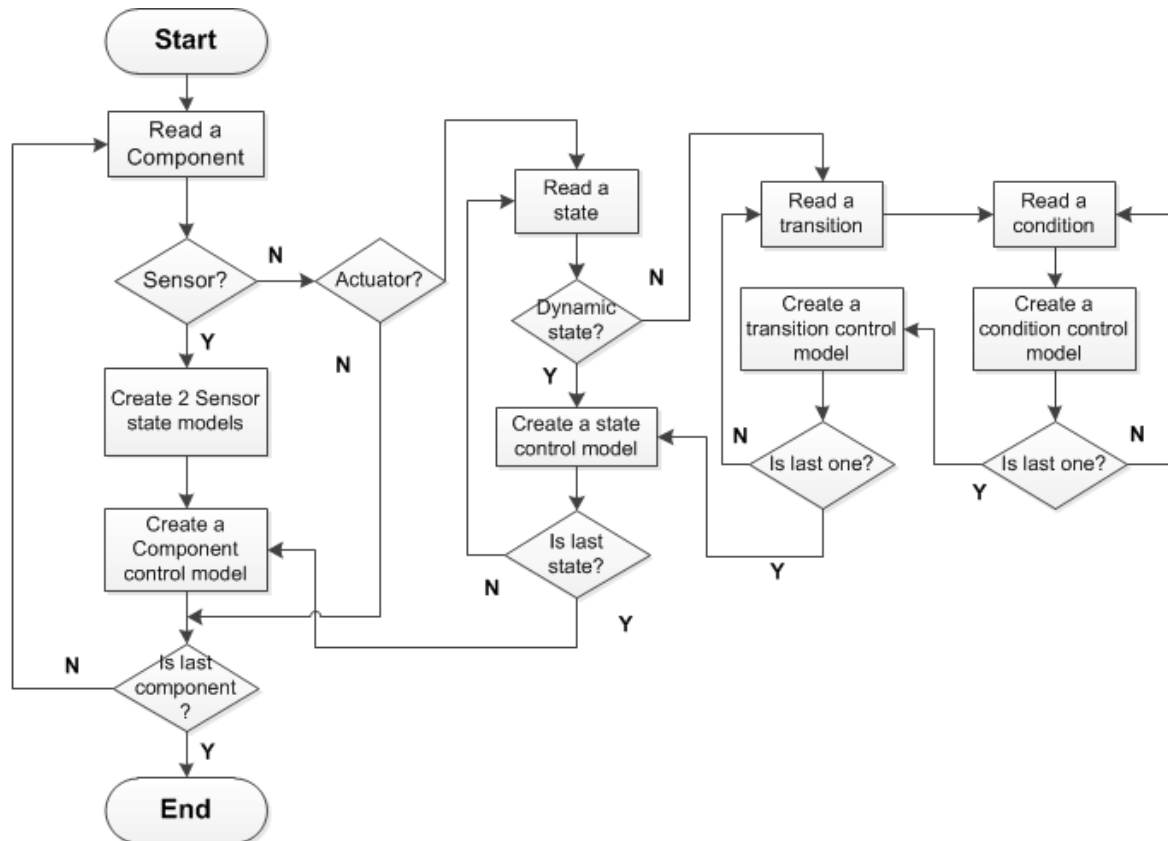 Start
Read a
Component
Sensor?
N
Actuator?
Y
N
Create 2 Sensor
state models
Create a
Component
control model
Is last
component
?
N
Y
End
Read a
state
Dynamic
state?
N
Y
Create a state
control model
Is last
state?
N
Y
Read a
transition
Create a
transition control
model
Is last one?
N
Y
Read a
condition
Create a
condition control
model
Is last one?
N
Y